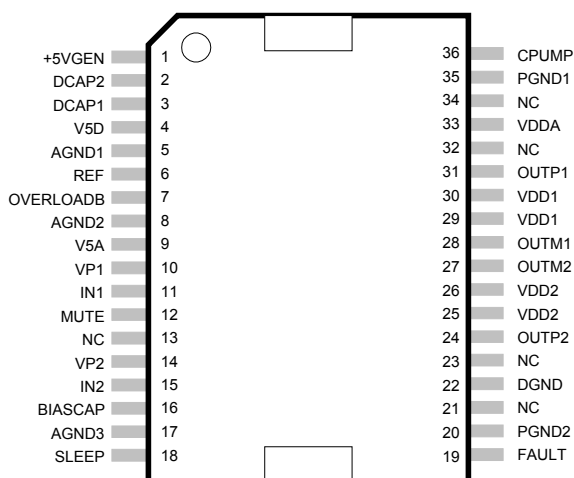 +5VGEN 1 36 CPUMP
DCAP2 2 35 PGND1
DCAP1 3 34 NC
V5D 4 33 VDDA
AGND1 5 32 NC
REF 6 31 OUTP1
OVERLOADB 7 30 VDD1
AGND2 8 29 VDD1
V5A 9 28 OUTM1
VP1 10 27 OUTM2
IN1 11 26 VDD2
MUTE 12 25 VDD2
NC 13 24 OUTP2
VP2 14 23 NC
IN2 15 22 DGND
BIASCAP 16 21 NC
AGND3 17 20 PGND2
SLEEP 18 19 FAULT